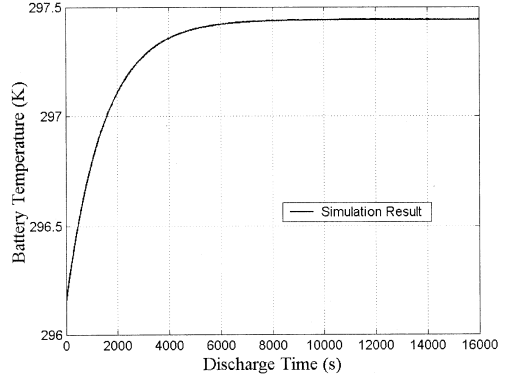 297.5
297
296.5
296
Battery Temperature (K)
Simulation Result
0 2000 4000 6000 8000 10000 12000 14000 16000
Discharge Time (s)